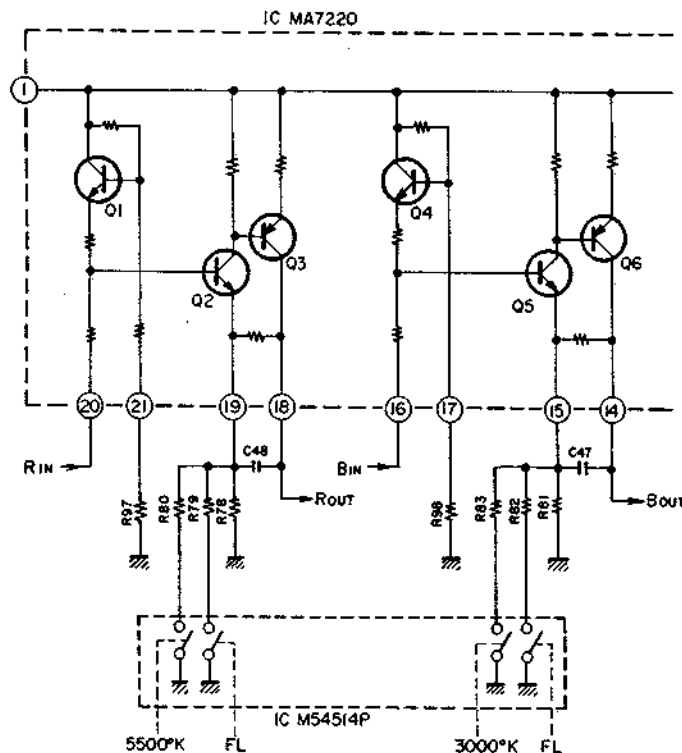 IC MA7220
1
Q1
Q4
Q3
Q6
Q2
Q5
20 21 19 18 16 17 15 14
C48
C47
RIN
BIN
ROUT
BOUT
R97
R80
R79
R78
R98
R83
R82
R81
IC M54514P
5500°K FL
3000°K FL